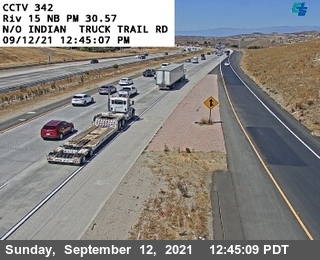 CCTV 342
Riv 15 NB PM 30.57
N/O INDIAN TRUCK TRAIL RD
09/12/21 12:45:07 PM
Sunday, September 12, 2021 12:45:09 PDT